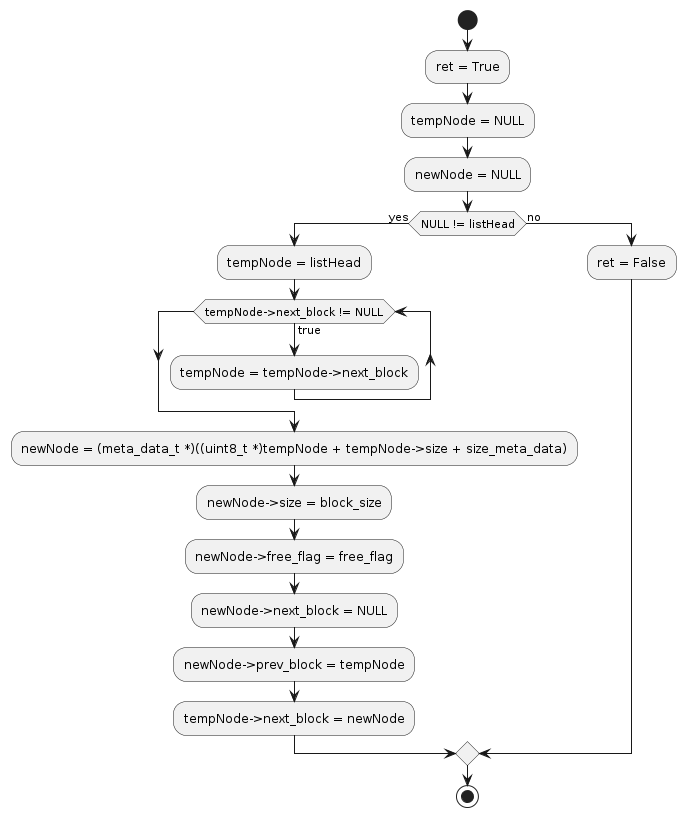 ret = True
tempNode = NULL
newNode = NULL
yes
NULL != listHead
no
tempNode = listHead
ret = False
tempNode->next_block != NULL
true
tempNode = tempNode->next_block
newNode = (meta_data_t *)((uint8_t *)tempNode + tempNode->size + size_meta_data)
newNode->size = block_size
newNode->free_flag = free_flag
newNode->next_block = NULL
newNode->prev_block = tempNode
tempNode->next_block = newNode